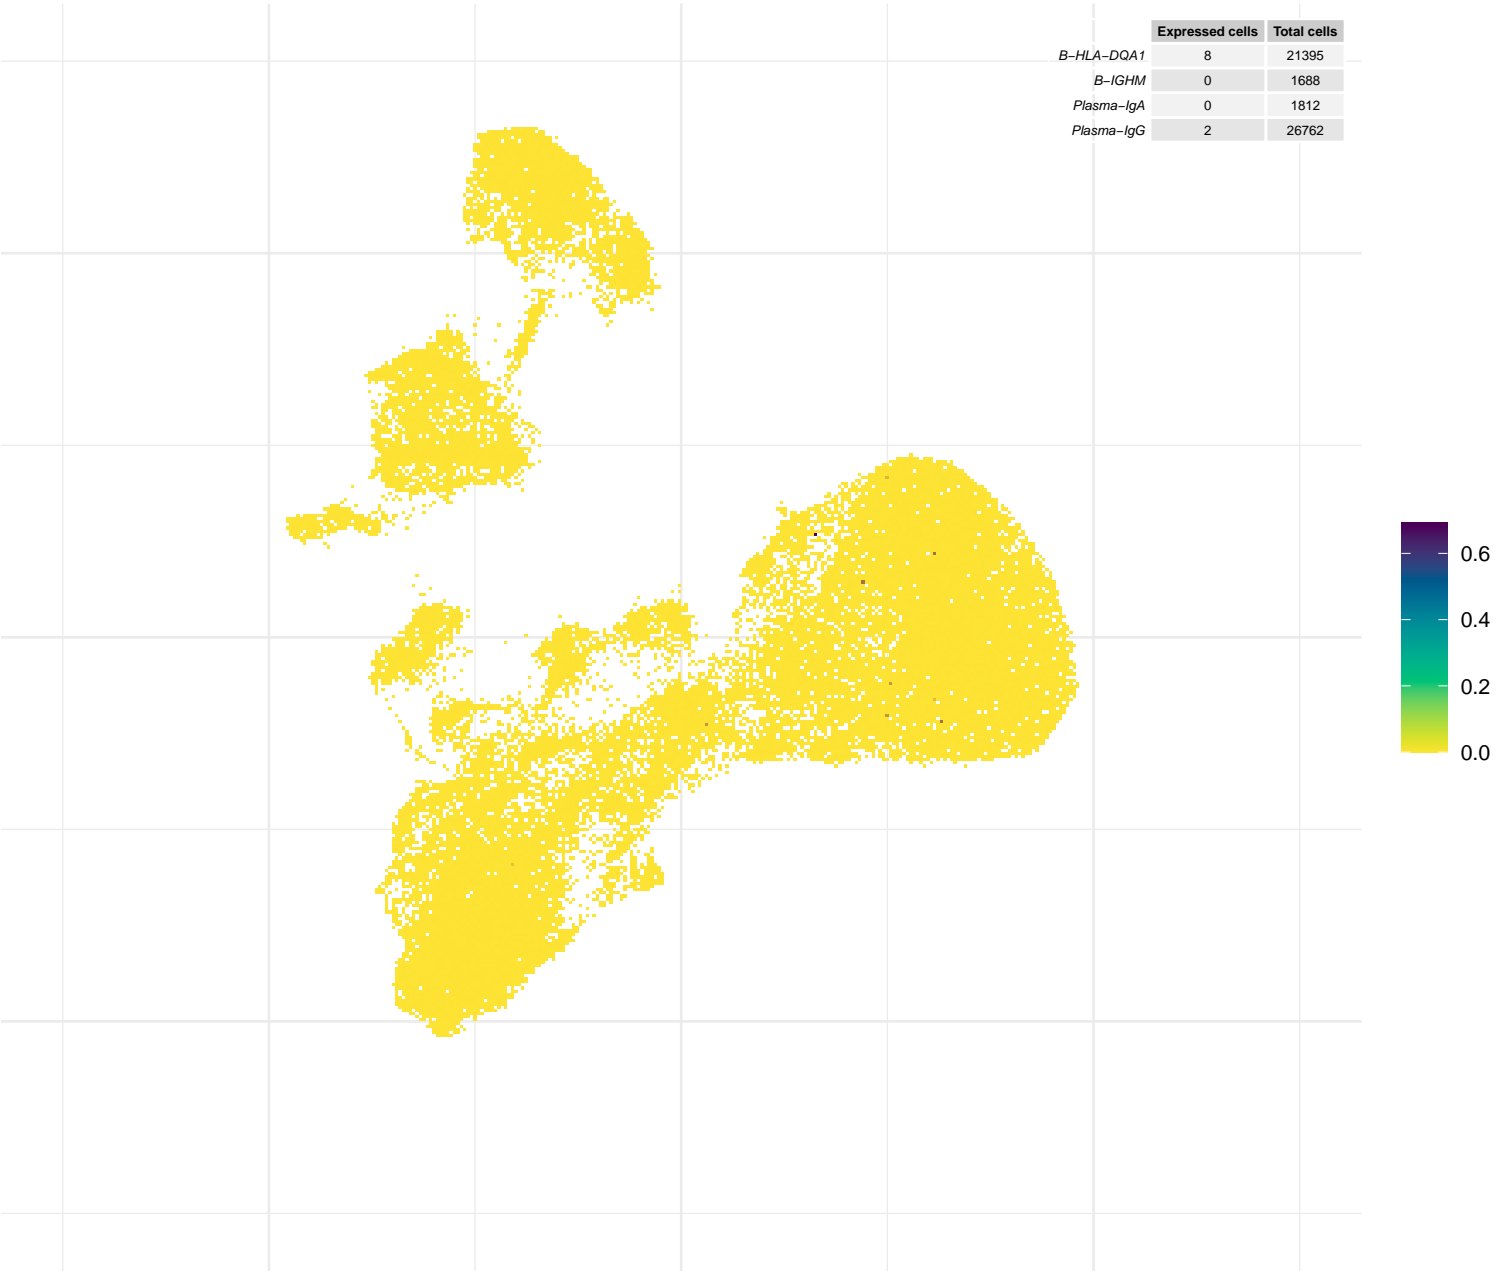 Expressed cells Total cells
B−HLA−DQA1 8 21395
B−IGHM 0 1688
Plasma−IgA 0 1812
Plasma−IgG 2 26762
0.6
0.4
0.2
0.0